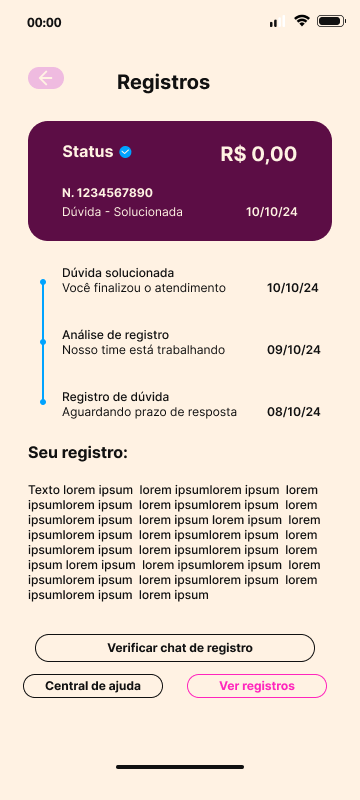 00:00
Registros
Status R$ 0,00
N. 1234567890
Dúvida - Solucionada 10/10/24
Dúvida solucionada
Você finalizou o atendimento 10/10/24
Análise de registro
Nosso time está trabalhando 09/10/24
Registro de dúvida
Aguardando prazo de resposta 08/10/24
Seu registro:
Texto lorem ipsum  lorem ipsumlorem ipsum  lorem
ipsumlorem ipsum  lorem ipsumlorem ipsum  lorem
ipsumlorem ipsum  lorem ipsum lorem ipsum  lorem
ipsumlorem ipsum  lorem ipsumlorem ipsum  lorem
ipsumlorem ipsum  lorem ipsumlorem ipsum  lorem
ipsum lorem ipsum  lorem ipsumlorem ipsum  lorem
ipsumlorem ipsum  lorem ipsumlorem ipsum  lorem
ipsumlorem ipsum  lorem ipsum
Verificar chat de registro
Central de ajuda Ver registros